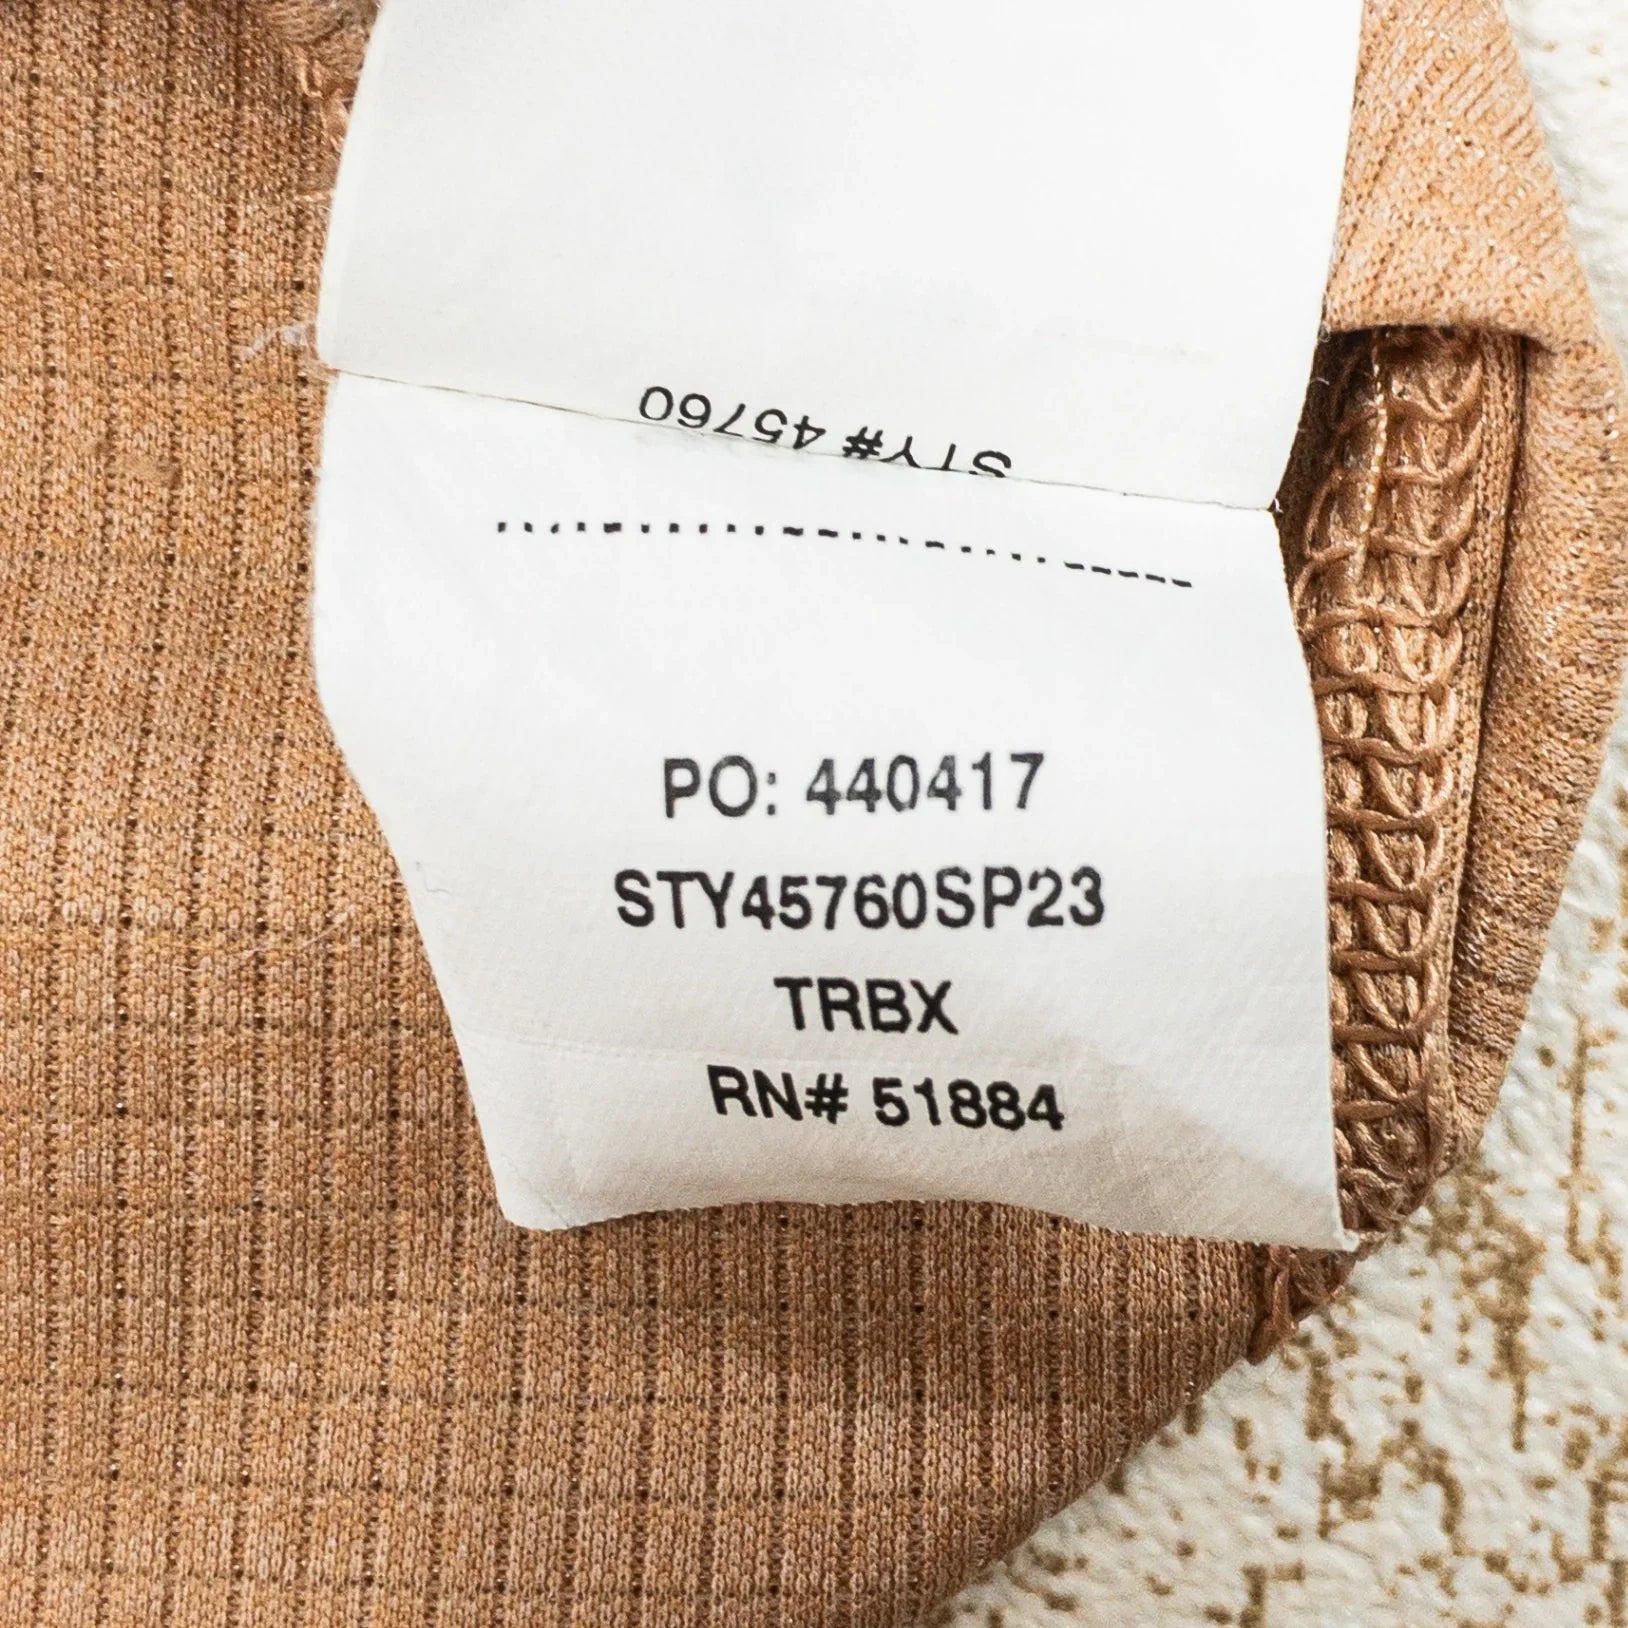 STY# 45760
PO: 440417
STY45760SP23
TRBX
RN# 51884